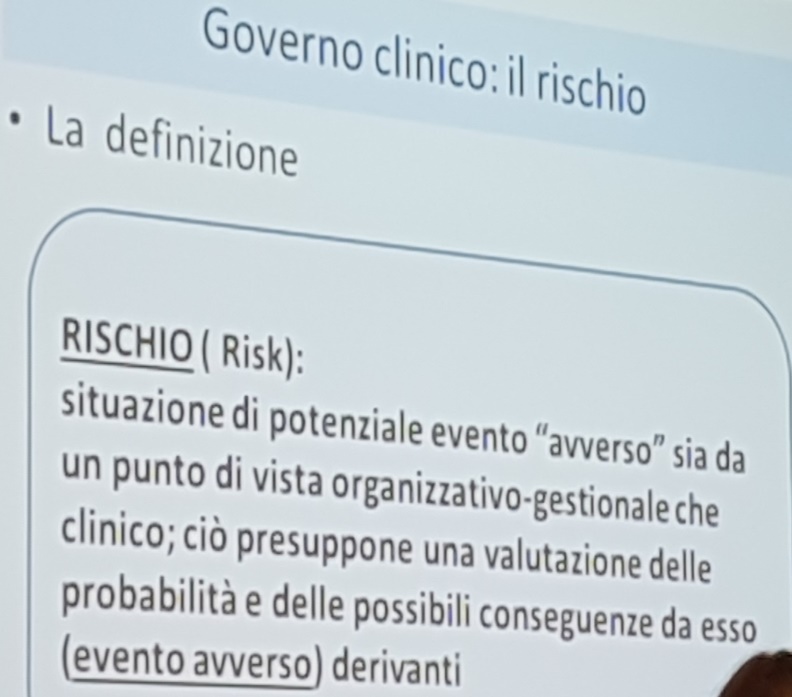 Governo clinico: il rischio
• La definizione
RISCHIO ( Risk):
situazione di potenziale evento “avverso” sia da
un punto di vista organizzativo-gestionale che
clinico; ciò presuppone una valutazione delle
probabilità e delle possibili conseguenze da esso
(evento avverso) derivanti